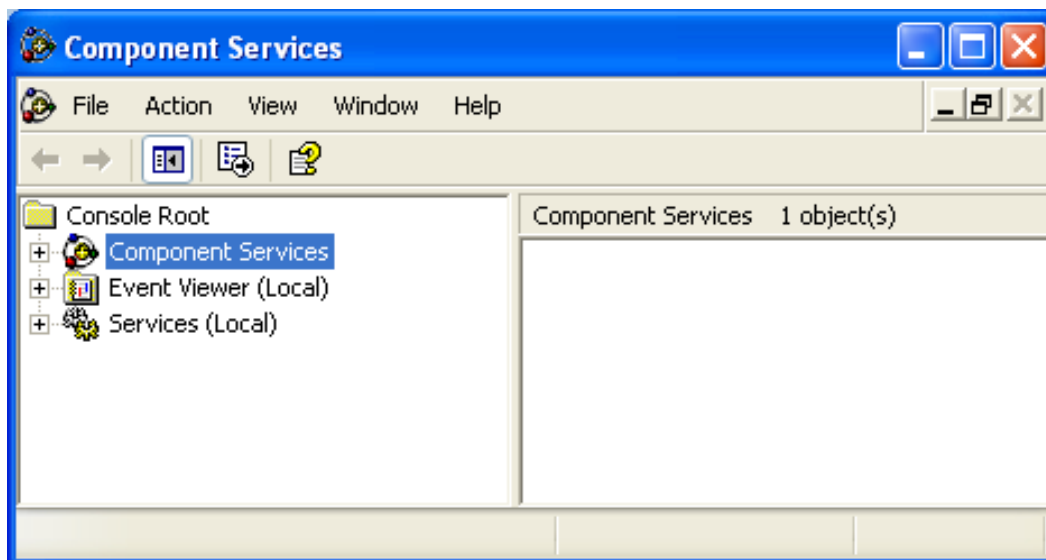 Component Services
File Action View Window Help
Console Root
Component Services 1 object(s)
Component Services
Event Viewer (Local)
Services (Local)